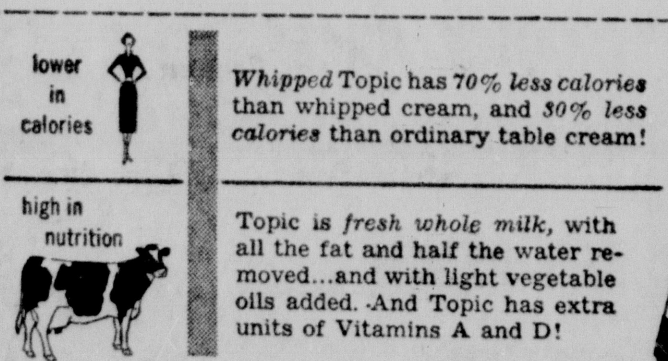 lower
in
calories
Whipped Topic has 70% less calories
than whipped cream, and 30% less
calories than ordinary table cream!
high in
nutrition
Topic is fresh whole milk, with
all the fat and half the water re-
moved...and with light vegetable
oils added. And Topic has extra
units of Vitamins A and D!